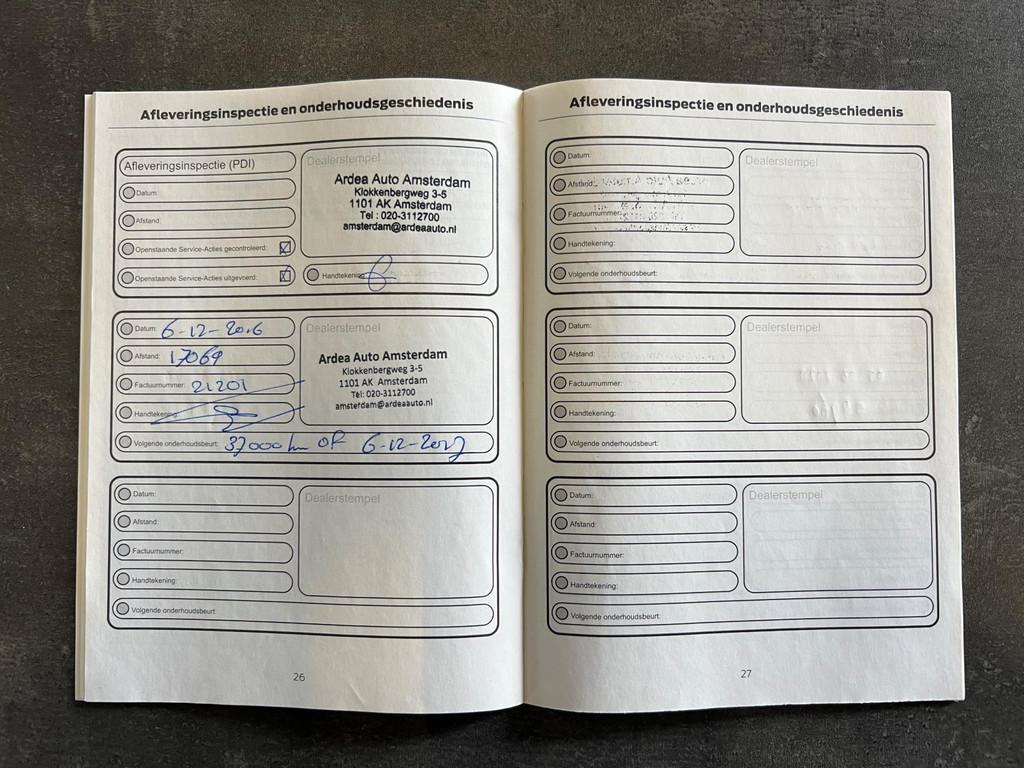 Afleveringsinspectie en onderhoudsgeschiedenis
Afleveringsinspectie (PDI)
Datum:
Afstand:
Openstaande Service-Acties gecontroleerd:
Openstaande Service-Acties uitgevoerd:
Dealerstempel
Ardea Auto Amsterdam
Klokkenbergweg 3-5
1101 AK Amsterdam
Tel : 020-3112700
amsterdam@ardeaauto.nl
Handtekening
Datum: 6-12-2016
Afstand: 17069
Factuurnummer: 21201
Handtekening:
Dealerstempel
Ardea Auto Amsterdam
Klokkenbergweg 3-5
1101 AK Amsterdam
Tel: 020-3112700
amsterdam@ardeaauto.nl
Volgende onderhoudsbeurt: 37000 km of 6-12-2017
Datum:
Afstand:
Factuurnummer:
Handtekening:
Dealerstempel
Volgende onderhoudsbeurt:
26
Afleveringsinspectie en onderhoudsgeschiedenis
Datum:
Afstand:
Factuurnummer:
Handtekening:
Dealerstempel
Volgende onderhoudsbeurt:
Datum:
Afstand:
Factuurnummer:
Handtekening:
Dealerstempel
Volgende onderhoudsbeurt:
Datum:
Afstand:
Factuurnummer:
Handtekening:
Dealerstempel
Volgende onderhoudsbeurt:
27